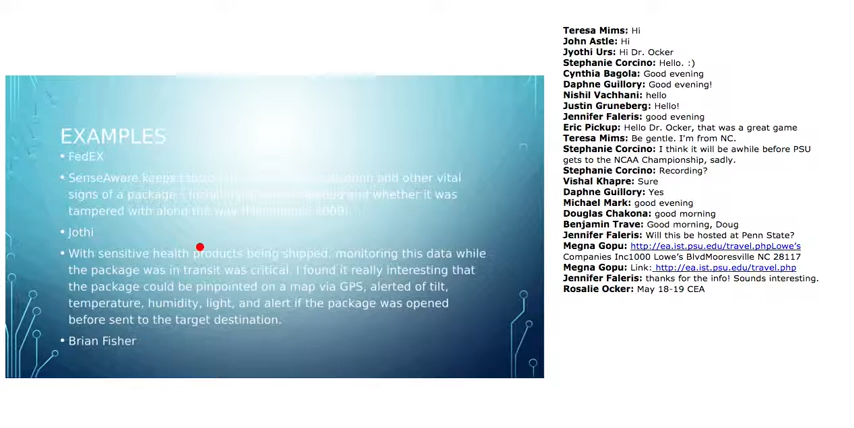 EXAMPLES
• FedEX
• SenseAware keeps and other vital
signs of a package - and whether it was
tampered with along the way
• Jothi
• With sensitive health products being shipped, monitoring this data while
the package was in transit was critical. I found it really interesting that
the package could be pinpointed on a map via GPS, alerted of tilt,
temperature, humidity, light, and alert if the package was opened
before sent to the target destination.
• Brian Fisher
Teresa Mims: Hi
John Astle: Hi
Jyothi Urs: Hi Dr. Ocker
Stephanie Corcino: Hello. :)
Cynthia Bagola: Good evening
Daphne Guillory: Good evening!
Nishil Vachhani: hello
Justin Gruneberg: Hello!
Jennifer Faleris: good evening
Eric Pickup: Hello Dr. Ocker, that was a great game
Teresa Mims: Be gentle. I'm from NC.
Stephanie Corcino: I think it will be awhile before PSU
gets to the NCAA Championship, sadly.
Stephanie Corcino: Recording?
Vishal Khapre: Sure
Daphne Guillory: Yes
Michael Mark: good evening
Douglas Chakona: good morning
Benjamin Trave: Good morning, Doug
Jennifer Faleris: Will this be hosted at Penn State?
Megna Gopu: http://ea.ist.psu.edu/travel.phpLowe's
Companies Inc1000 Lowe's BlvdMooresville NC 28117
Megna Gopu: Link: http://ea.ist.psu.edu/travel.php
Jennifer Faleris: thanks for the info! Sounds interesting.
Rosalie Ocker: May 18-19 CEA